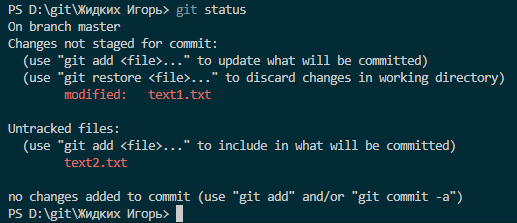 PS D:\git\Жидких Игорь> git status
On branch master
Changes not staged for commit:
  (use "git add <file>..." to update what will be committed)
  (use "git restore <file>..." to discard changes in working directory)
        modified:   text1.txt

Untracked files:
  (use "git add <file>..." to include in what will be committed)
        text2.txt

no changes added to commit (use "git add" and/or "git commit -a")
PS D:\git\Жидких Игорь>